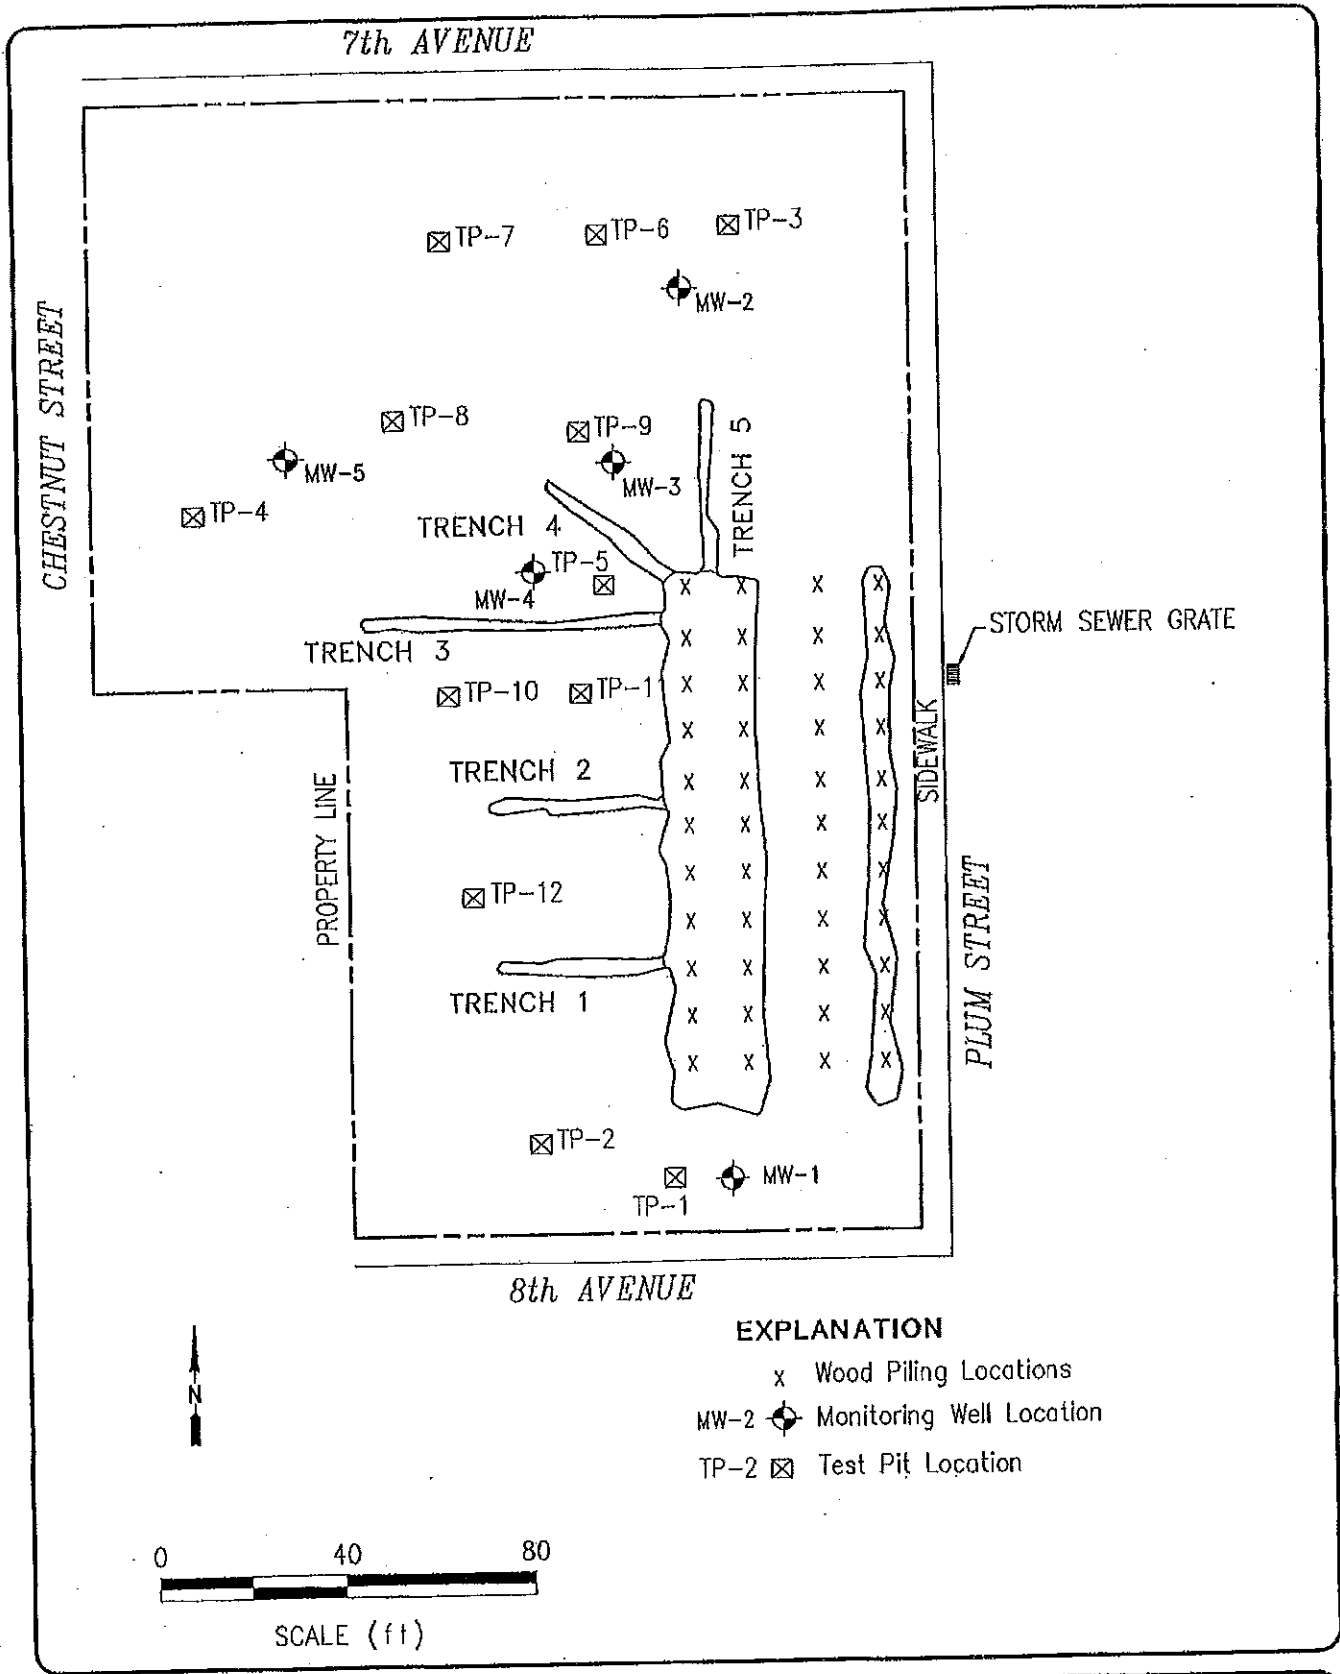 7th AVENUE
TP-7
TP-6
TP-3
MW-2
CHESTNUT STREET
TP-8
TP-9
TRENCH 5
MW-5
MW-3
TP-4
TRENCH 4
TP-5
MW-4
X X X X
STORM SEWER GRATE
TRENCH 3
X X X X
TP-10
TP-11
X X X X
SIDEWALK
X X X X
TRENCH 2
X X X X
PROPERTY LINE
X X X X
TP-12
X X X X
PLUM STREET
X X X X
X X X X
TRENCH 1
X X X X
X X X X
TP-2
MW-1
TP-1
8th AVENUE
EXPLANATION
X Wood Piling Locations
MW-2 Monitoring Well Location
TP-2 Test Pit Location
N
0 40 80
SCALE (ft)